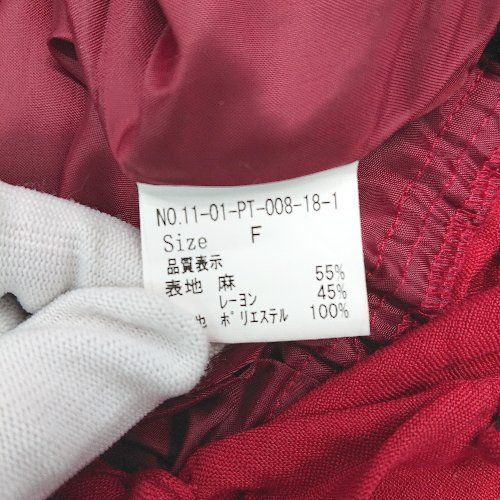 NO.11-01-PT-008-18-1
Size F
品質表示
表地 麻 55%
レーヨン 45%
地 ポリエステル 100%